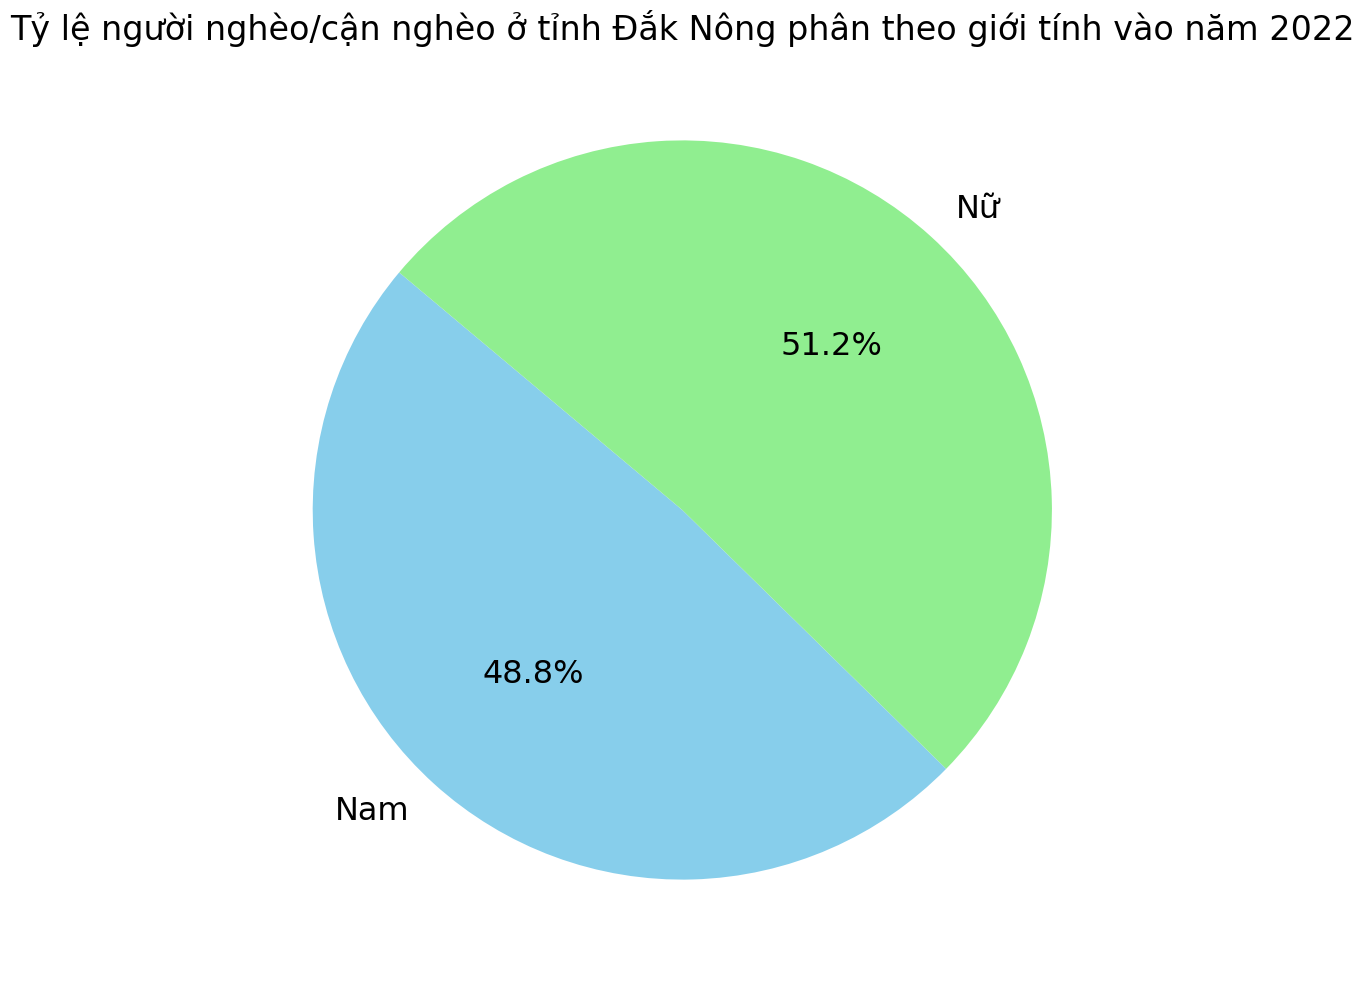 Tỷ lệ người nghèo/cận nghèo ở tỉnh Đắk Nông phân theo giới tính vào năm 2022
Nữ
51.2%
48.8%
Nam